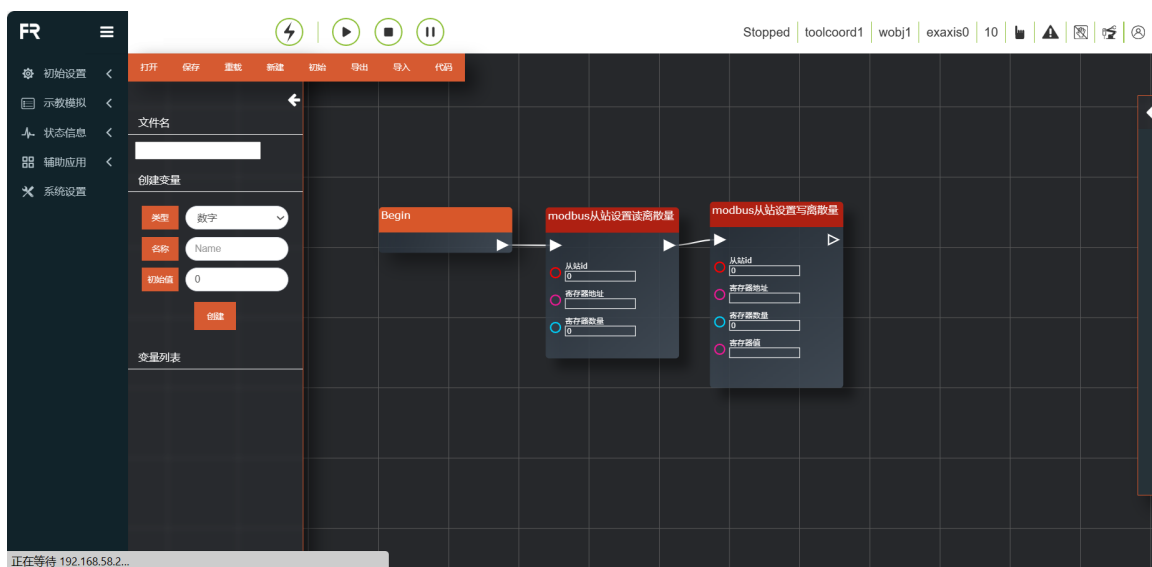 FR
Stopped toolcoord1 wobj1 exaxis0 10
初始设置
示教模拟
状态信息
辅助应用
系统设置
打开 保存 重载 新建 初始 导出 导入 代码
文件名
创建变量
类型 数字
名称 Name
初始值 0
创建
变量列表
Begin
modbus从站设置读离散量
从站id
0
寄存器地址
寄存器数量
0
modbus从站设置写离散量
从站id
0
寄存器地址
寄存器数量
0
寄存器值
正在等待 192.168.58.2...